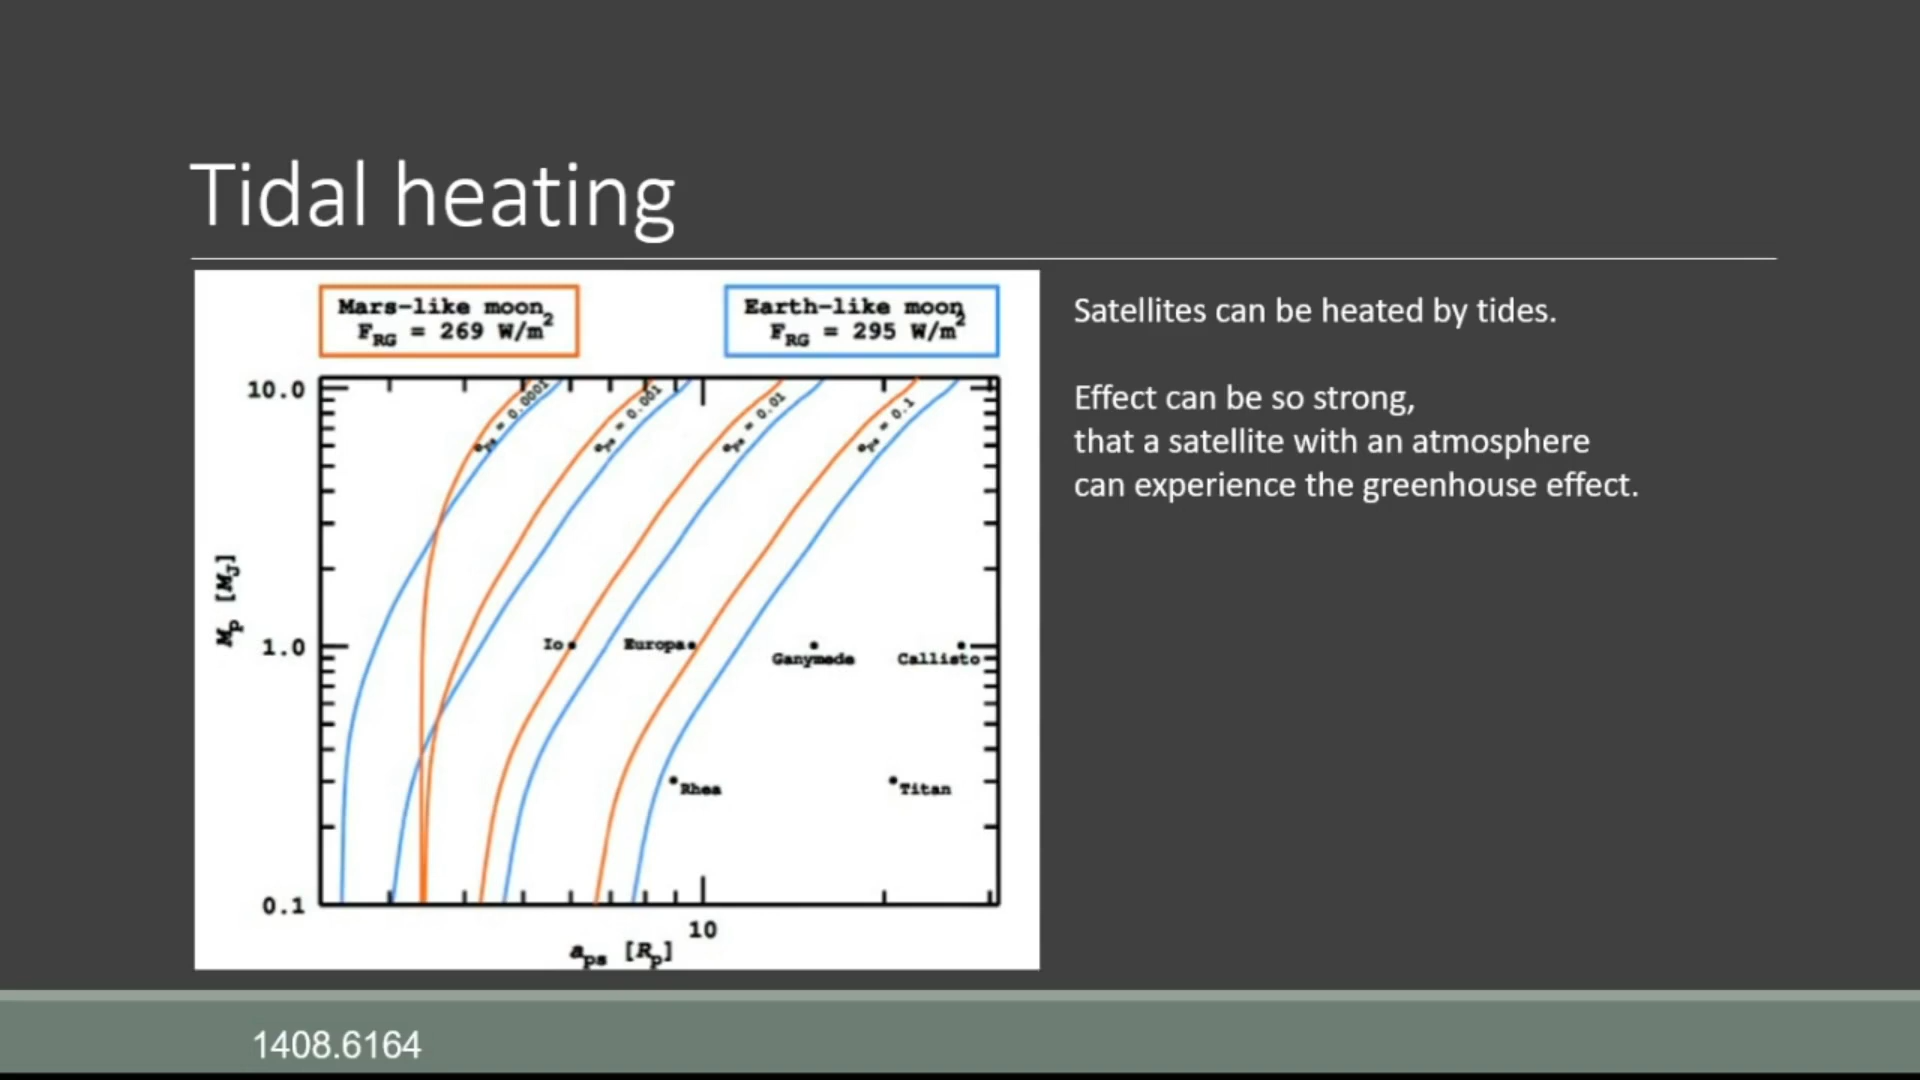 Tidal heating
Mars-like moon
F_RG = 269 W/m²
Earth-like moon
F_RG = 295 W/m²
10.0
1.0
0.1
M_p [M_J]
e_ps = 0.0001
e_ps = 0.001
e_ps = 0.01
e_ps = 0.1
Io
Europa
Ganymede
Callisto
Rhea
Titan
10
a_ps [R_p]
Satellites can be heated by tides.
Effect can be so strong,
that a satellite with an atmosphere
can experience the greenhouse effect.
1408.6164